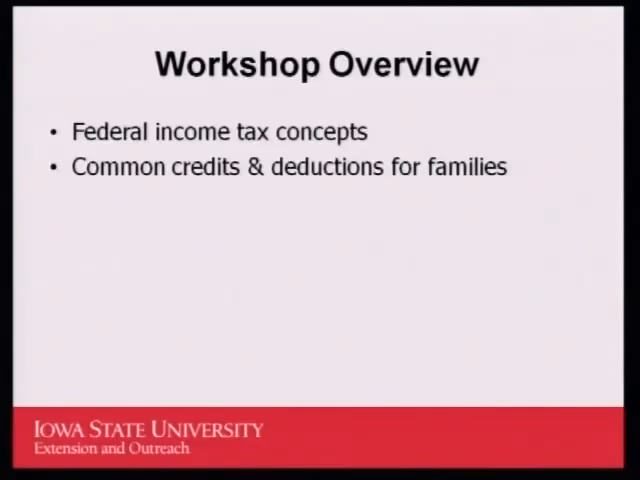 Workshop Overview
• Federal income tax concepts
• Common credits & deductions for families
IOWA STATE UNIVERSITY
Extension and Outreach